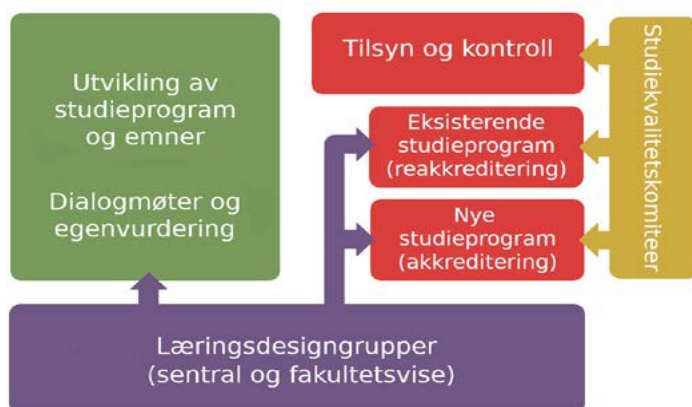 Utvikling av
studieprogram
og emner
Dialogmøter og
egenvurdering
Tilsyn og kontroll
Eksisterende
studieprogram
(reakkreditering)
Nye
studieprogram
(akkreditering)
Studiekvalitetskomiteer
Læringsdesigngrupper
(sentral og fakultetsvise)